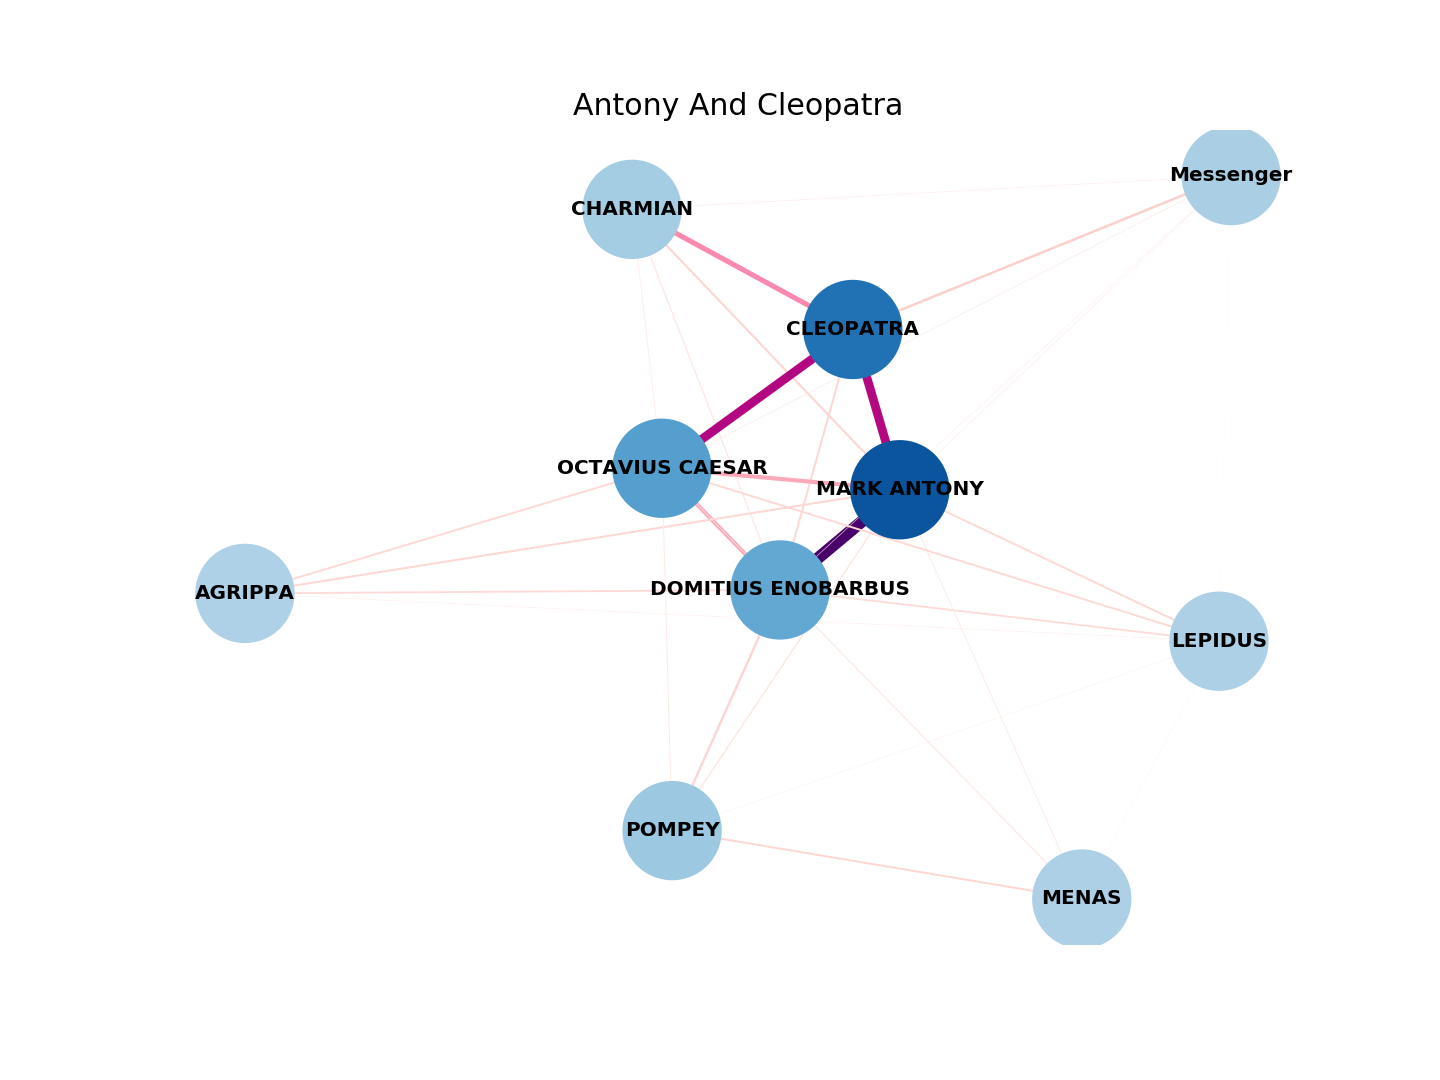 Antony And Cleopatra
Messenger
CHARMIAN
CLEOPATRA
OCTAVIUS CAESAR
MARK ANTONY
DOMITIUS ENOBARBUS
AGRIPPA
LEPIDUS
POMPEY
MENAS